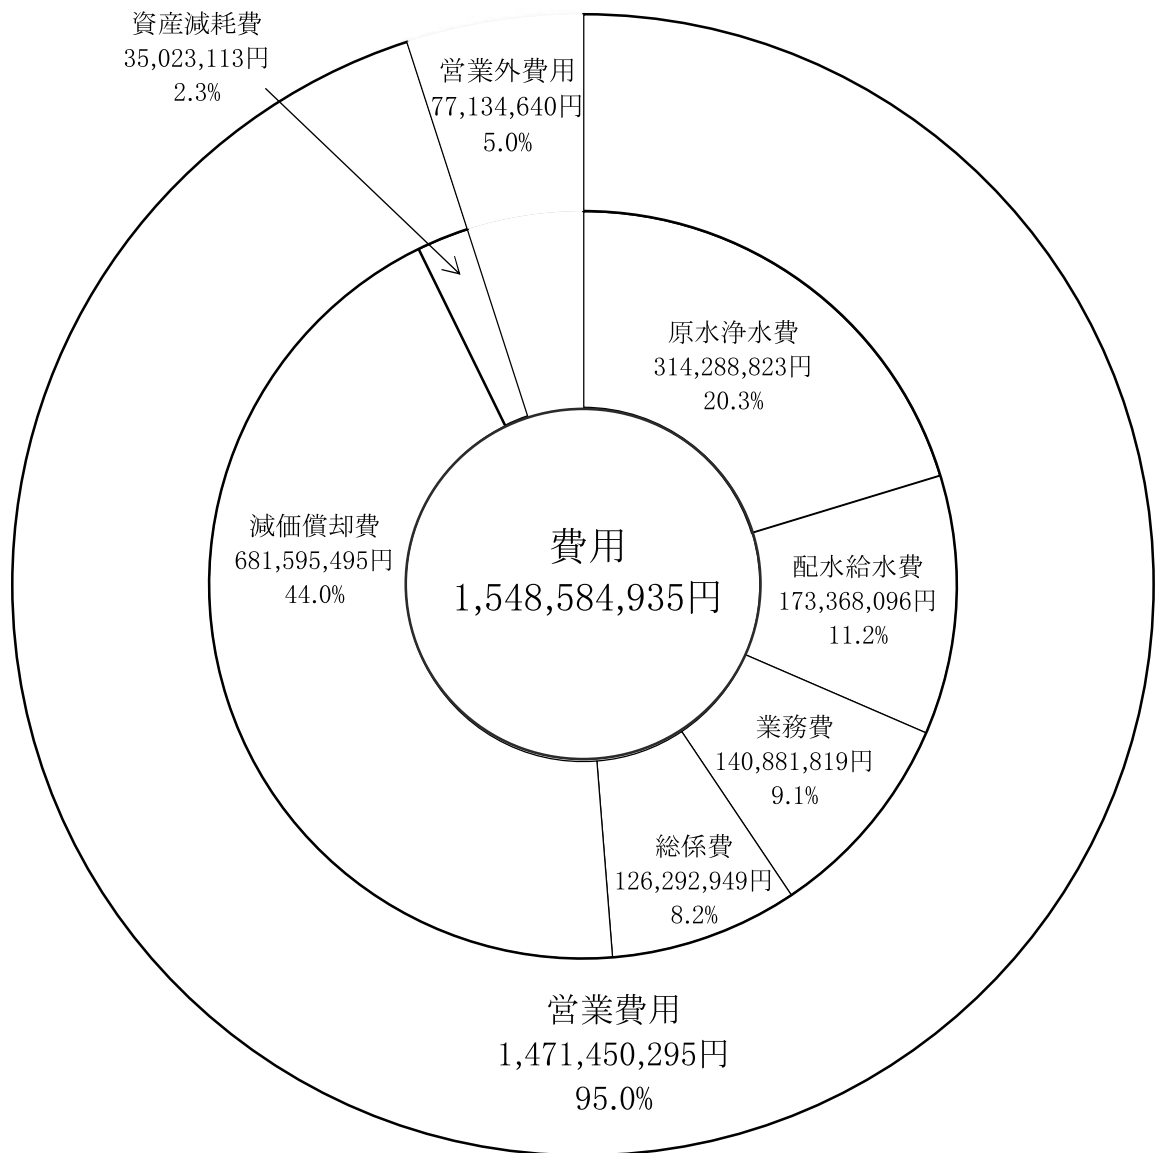 資産減耗費
35,023,113円
2.3%
営業外費用
77,134,640円
5.0%
原水浄水費
314,288,823円
20.3%
減価償却費
681,595,495円
44.0%
費用
1,548,584,935円
配水給水費
173,368,096円
11.2%
業務費
140,881,819円
9.1%
総係費
126,292,949円
8.2%
営業費用
1,471,450,295円
95.0%